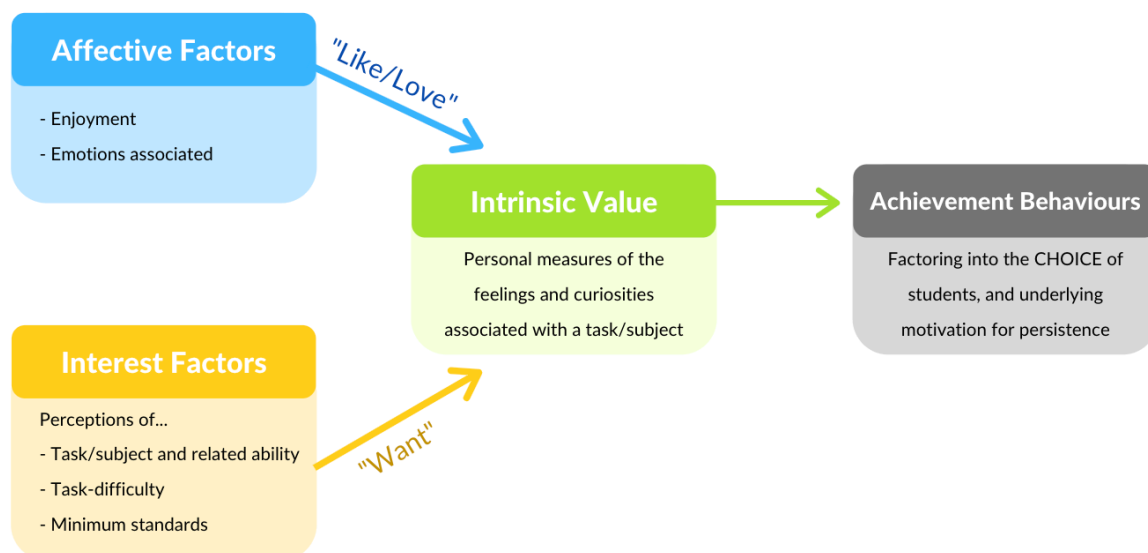 Affective Factors
- Enjoyment
- Emotions associated
"Like/Love"
Intrinsic Value
Personal measures of the
feelings and curiosities
associated with a task/subject
Achievement Behaviours
Factoring into the CHOICE of
students, and underlying
motivation for persistence
Interest Factors
Perceptions of...
- Task/subject and related ability
- Task-difficulty
- Minimum standards
"Want"